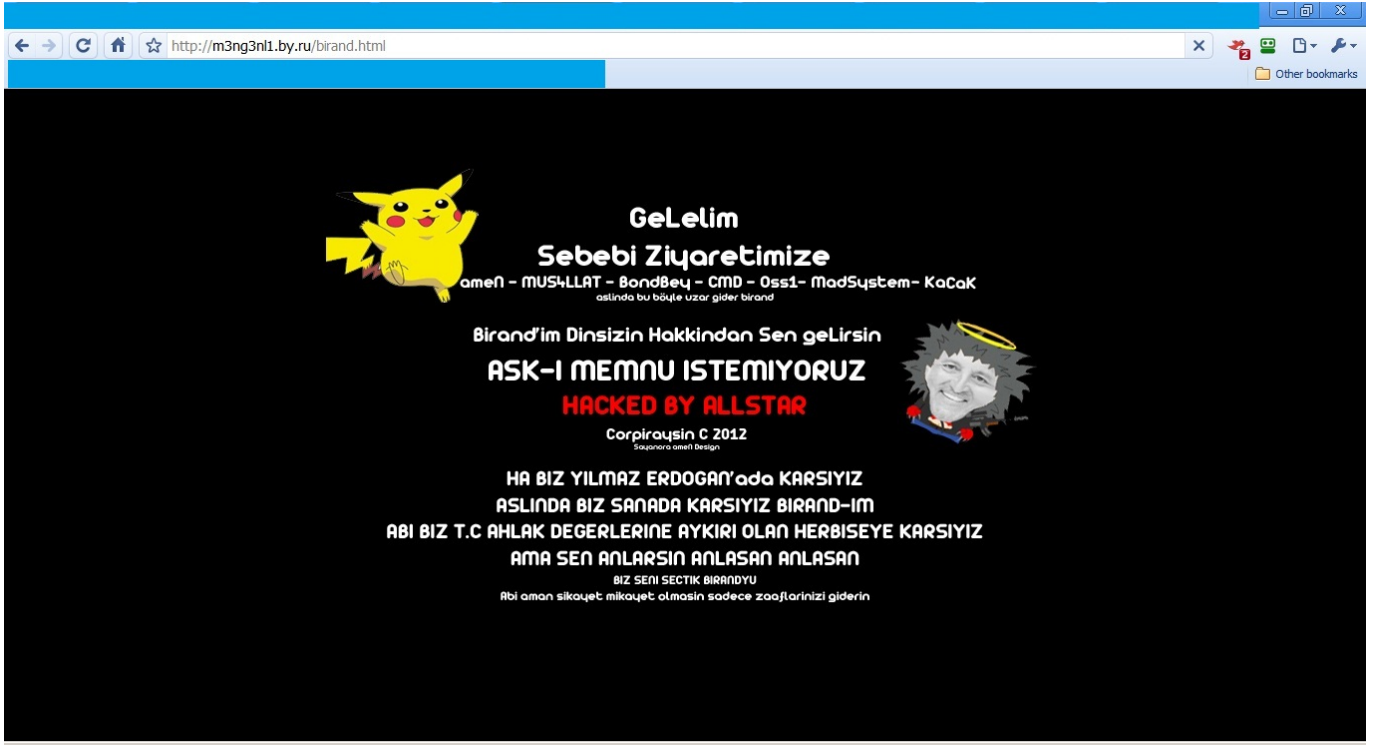 http://m3ng3nl1.by.ru/birand.html
2
Other bookmarks
GeLelim
Sebebi Ziyaretimize
ameN - MUS4LLAT - BondBey - CMD - Oss1- MadSystem- KaCaK
aslinda bu böyle uzar gider birand
Birand'im Dinsizin Hakkindan Sen geLirsin
ASK-I MEMNU ISTEMIYORUZ
HACKED BY ALLSTAR
Corpiraysin C 2012
Sayanora ameN Design
HA BIZ YILMAZ ERDOGAN'ada KARSIYIZ
ASLINDA BIZ SANADA KARSIYIZ BIRAND-IM
ABI BIZ T.C AHLAK DEGERLERINE AYKIRI OLAN HERBISEYE KARSIYIZ
AMA SEN ANLARSIN ANLASAN ANLASAN
BIZ SENI SECTIK BIRANDYU
Abi aman sikayet mikayet olmasin sadece zaaflarinizi giderin